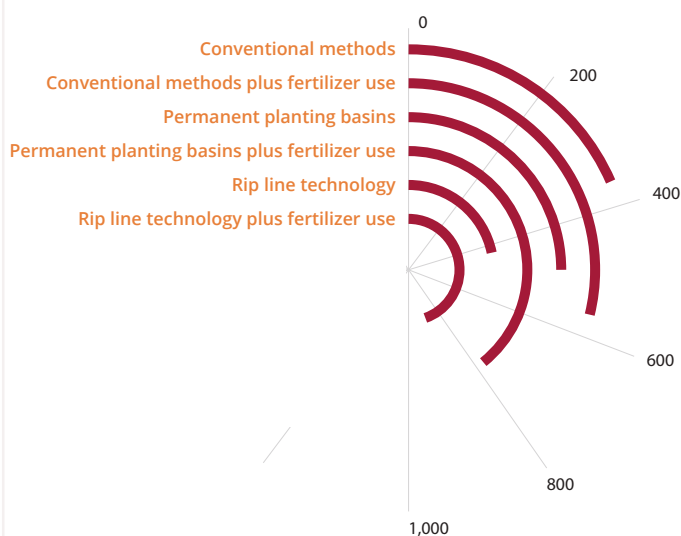 0
Conventional methods
200
Conventional methods plus fertilizer use
Permanent planting basins
Permanent planting basins plus fertilizer use
Rip line technology
400
Rip line technology plus fertilizer use
600
800
1,000